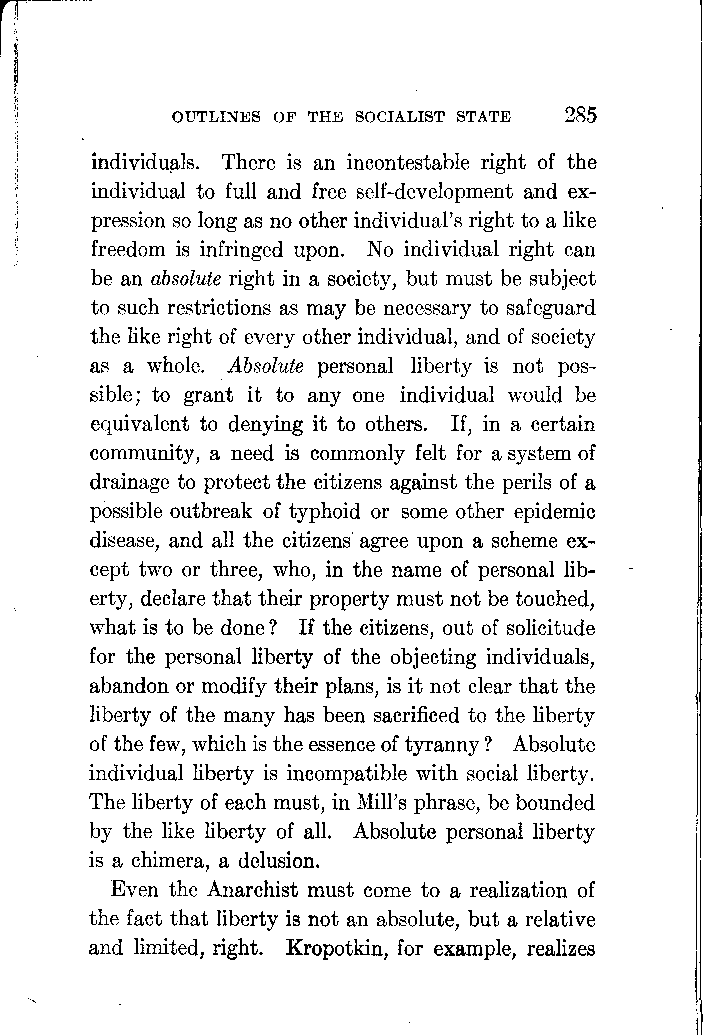 OUTLINES OF THE SOCIALIST STATE 285
individuals. There is an incontestable right of the
individual to full and free self-development and ex-
pression so long as no other individual's right to a like
freedom is infringed upon. No individual right can
be an absolute right in a society, but must be subject
to such restrictions as may be necessary to safeguard
the like right of every other individual, and of society
as a whole. Absolute personal liberty is not pos-
sible; to grant it to any one individual would be
equivalent to denying it to others. If, in a certain
community, a need is commonly felt for a system of
drainage to protect the citizens against the perils of a
possible outbreak of typhoid or some other epidemic
disease, and all the citizens agree upon a scheme ex-
cept two or three, who, in the name of personal lib-
erty, declare that their property must not be touched,
what is to be done? If the citizens, out of solicitude
for the personal liberty of the objecting individuals,
abandon or modify their plans, is it not clear that the
liberty of the many has been sacrificed to the liberty
of the few, which is the essence of tyranny? Absolute
individual liberty is incompatible with social liberty.
The liberty of each must, in Mill's phrase, be bounded
by the like liberty of all. Absolute personal liberty
is a chimera, a delusion.
Even the Anarchist must come to a realization of
the fact that liberty is not an absolute, but a relative
and limited, right. Kropotkin, for example, realizes